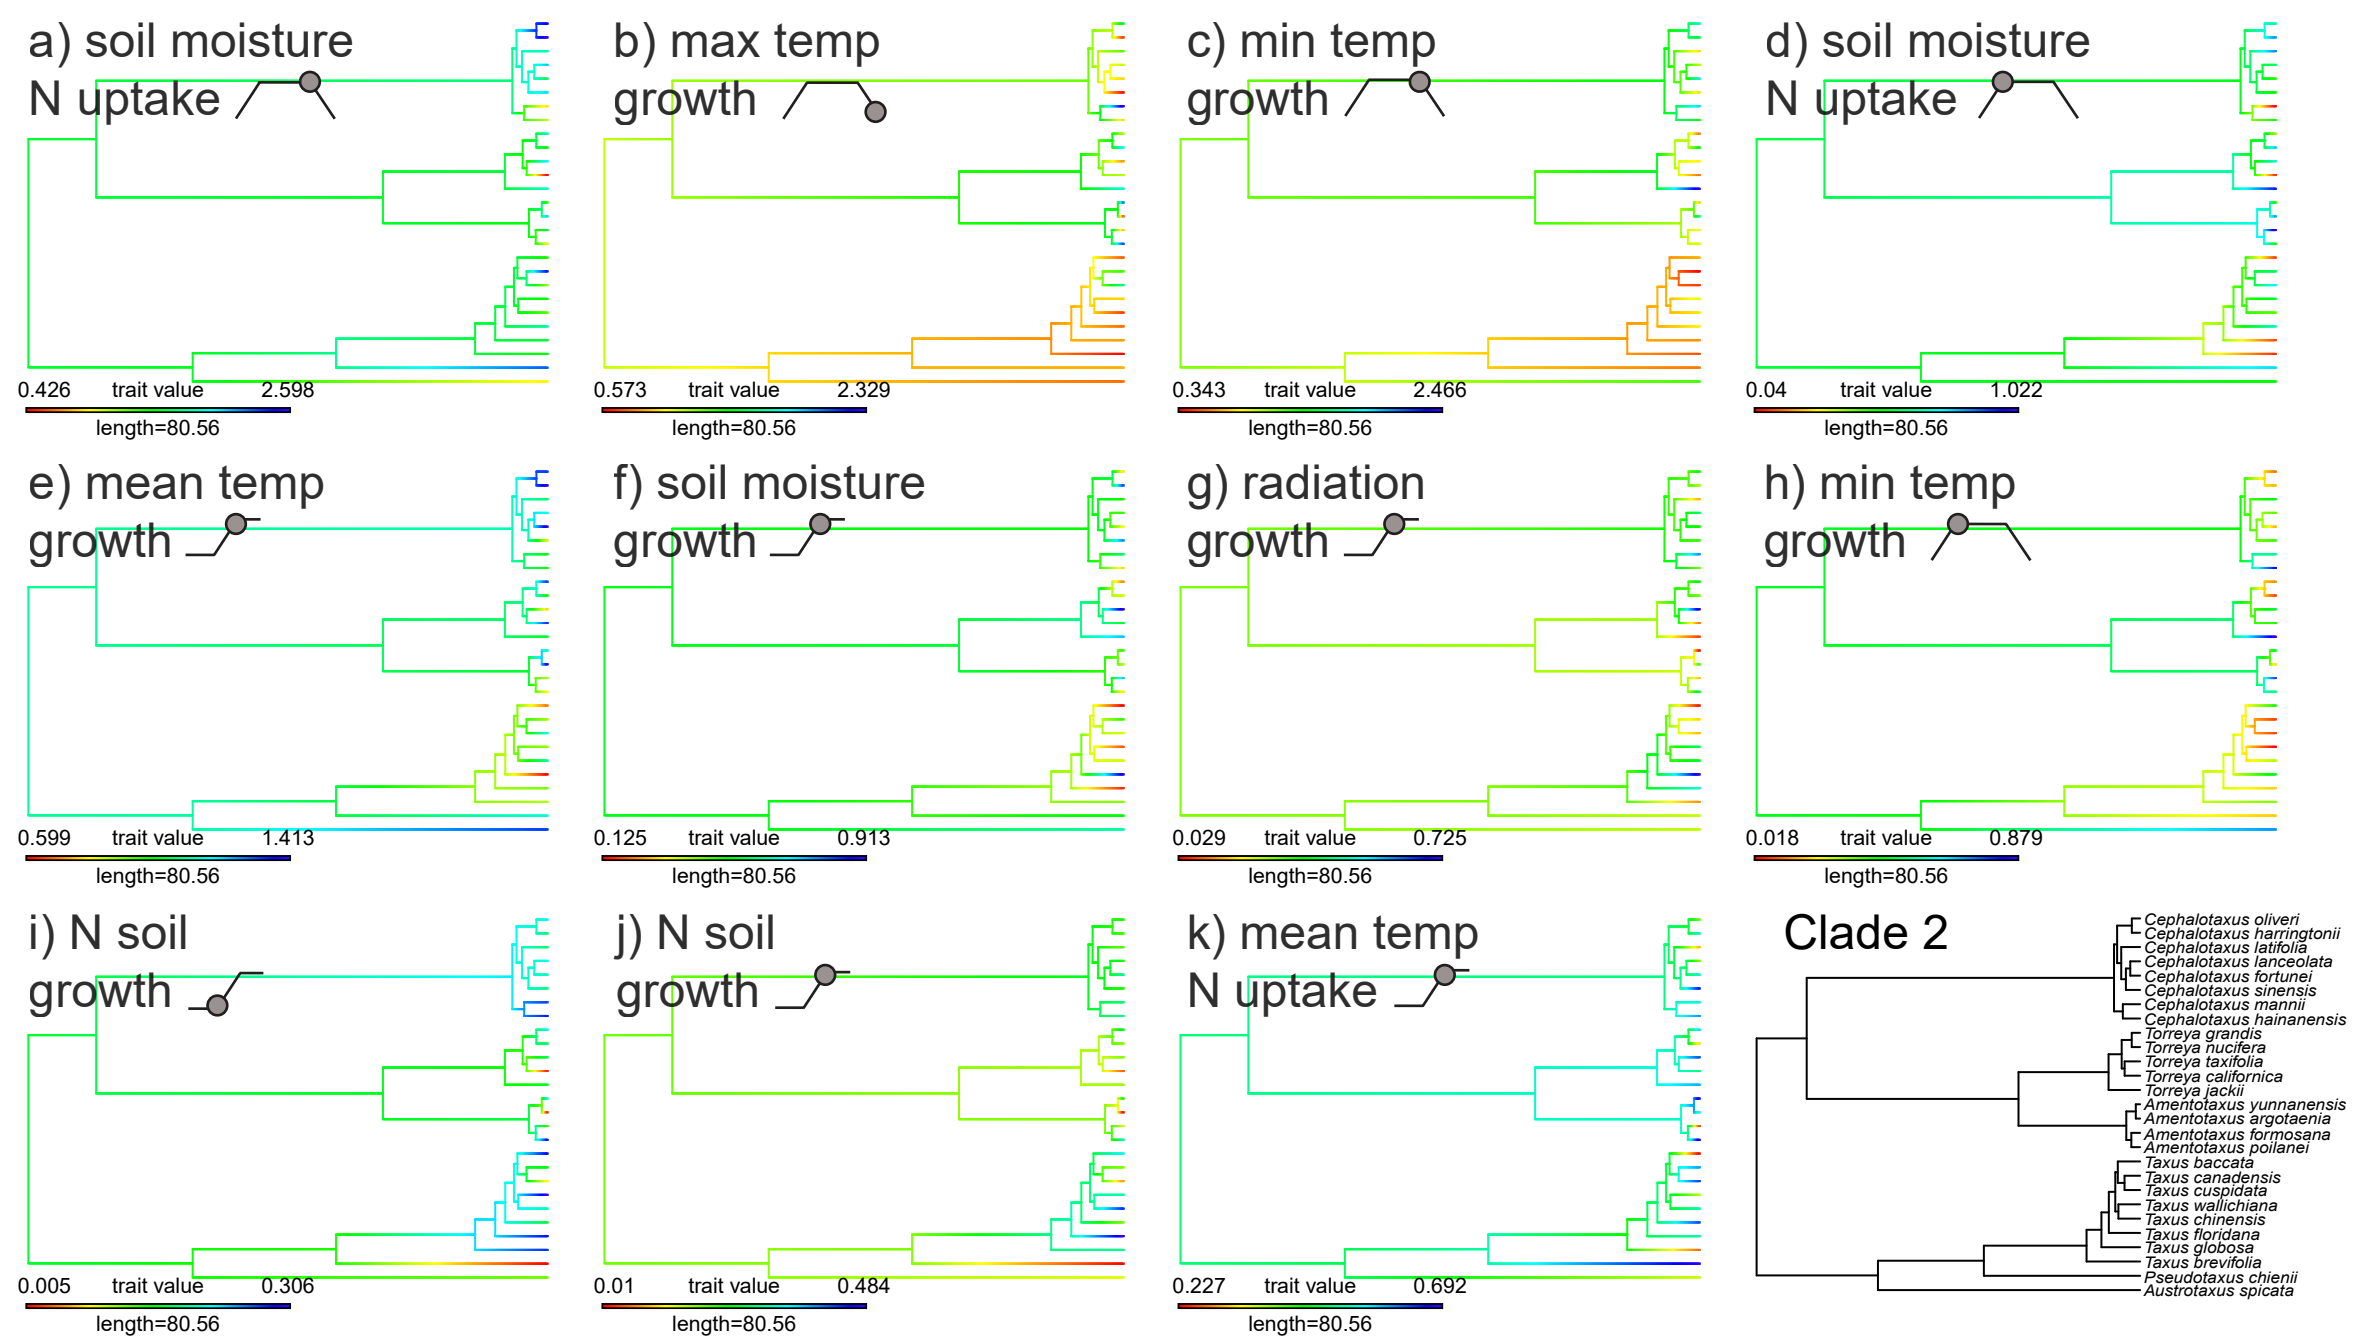 a) soil moisture
N uptake
0.426 trait value 2.598
length=80.56
b) max temp
growth
0.573 trait value 2.329
length=80.56
c) min temp
growth
0.343 trait value 2.466
length=80.56
d) soil moisture
N uptake
0.04 trait value 1.022
length=80.56
e) mean temp
growth
0.599 trait value 1.413
length=80.56
f) soil moisture
growth
0.125 trait value 0.913
length=80.56
g) radiation
growth
0.029 trait value 0.725
length=80.56
h) min temp
growth
0.018 trait value 0.879
length=80.56
i) N soil
growth
0.005 trait value 0.306
length=80.56
j) N soil
growth
0.01 trait value 0.484
length=80.56
k) mean temp
N uptake
0.227 trait value 0.692
length=80.56
Clade 2
Cephalotaxus oliveri
Cephalotaxus harringtonii
Cephalotaxus latifolia
Cephalotaxus lanceolata
Cephalotaxus fortunei
Cephalotaxus sinensis
Cephalotaxus mannii
Cephalotaxus hainanensis
Torreya grandis
Torreya nucifera
Torreya taxifolia
Torreya californica
Torreya jackii
Amentotaxus yunnanensis
Amentotaxus argotaenia
Amentotaxus formosana
Amentotaxus poilanei
Taxus baccata
Taxus canadensis
Taxus cuspidata
Taxus wallichiana
Taxus chinensis
Taxus floridana
Taxus globosa
Taxus brevifolia
Pseudotaxus chienii
Austrotaxus spicata